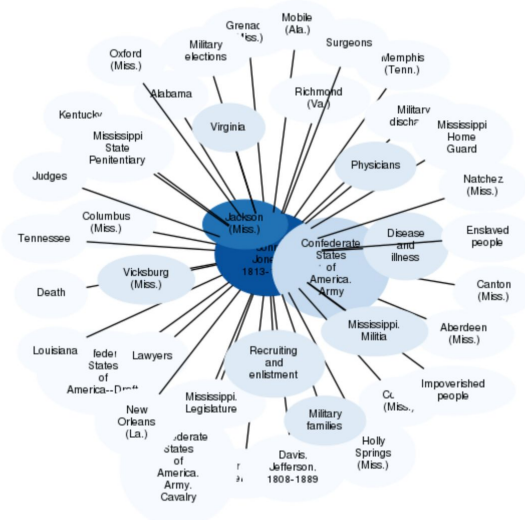 Mobile
(Ala.)
Surgeons
Military
elections
Oxford
(Miss.)
(Tenn.)
Alabama
Richmond
(Va.)
Military
Mississippi
Home
Guard
Virginia
Mississippi
State
Penitentiary
Physicians
Judges
Natchez
(Miss.)
Jackson
(Miss.)
Columbus
(Miss.)
Tennessee
Confederate
States
of
America.
Army
Disease
and
illness
Enslaved
people
1813-
Vicksburg
(Miss.)
Death
Canton
(Miss.)
Mississippi.
Militia
Aberdeen
(Miss.)
Louisiana
Lawyers
States
of
Recruiting
and
enlistment
Impoverished
people
Mississippi.
Legislature
New
Orleans
(La.)
Military
families
Holly
Springs
(Miss.)
States
of
America.
Army.
Cavalry
Davis,
Jefferson,
1808-1889